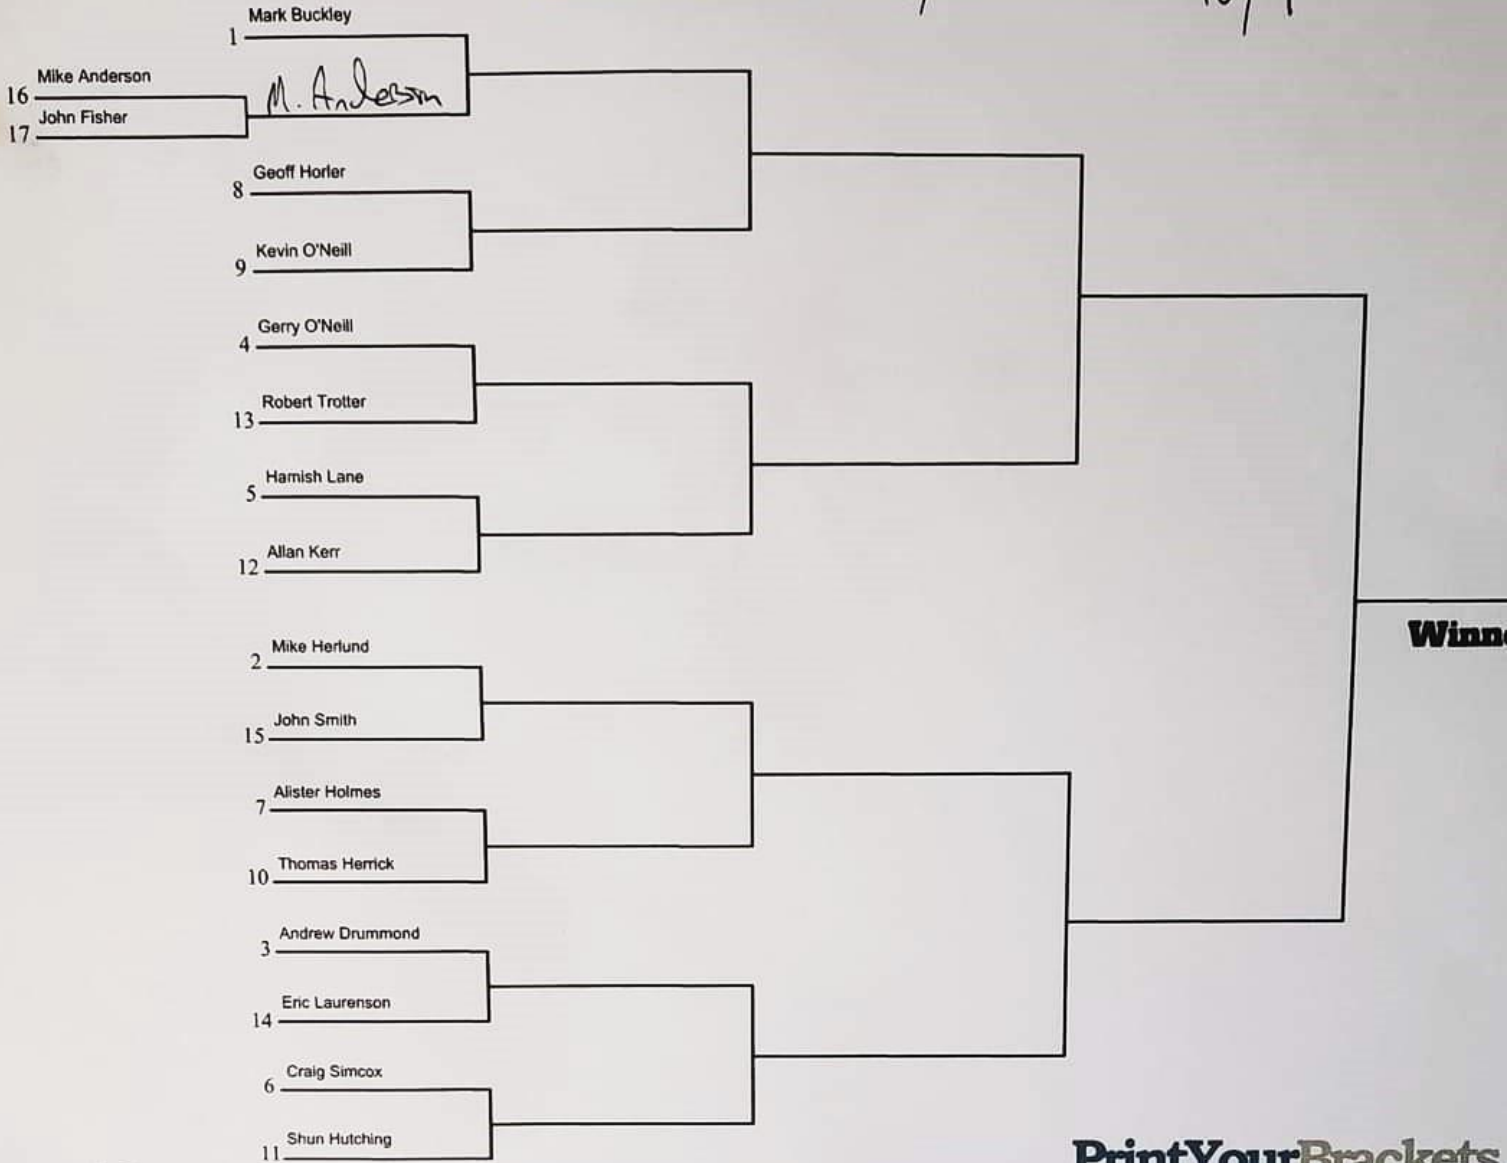 Mark Buckley
1
Mike Anderson
16
M. Anderson
John Fisher
17
Geoff Horler
8
Kevin O'Neill
9
Gerry O'Neill
4
Robert Trotter
13
Hamish Lane
5
Allan Kerr
12
Winne
Mike Herlund
2
John Smith
15
Alister Holmes
7
Thomas Herrick
10
Andrew Drummond
3
Eric Laurenson
14
Craig Simcox
6
Shun Hutching
11
PrintYourBrackets